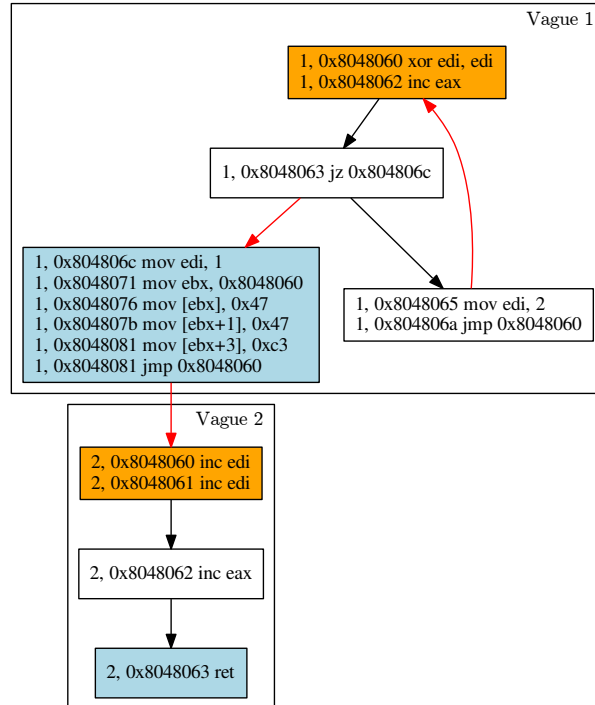 Vague 1
1, 0x8048060 xor edi, edi
1, 0x8048062 inc eax
1, 0x8048063 jz 0x804806c
1, 0x804806c mov edi, 1
1, 0x8048071 mov ebx, 0x8048060
1, 0x8048076 mov [ebx], 0x47
1, 0x804807b mov [ebx+1], 0x47
1, 0x8048081 mov [ebx+3], 0xc3
1, 0x8048081 jmp 0x8048060
1, 0x8048065 mov edi, 2
1, 0x804806a jmp 0x8048060
Vague 2
2, 0x8048060 inc edi
2, 0x8048061 inc edi
2, 0x8048062 inc eax
2, 0x8048063 ret